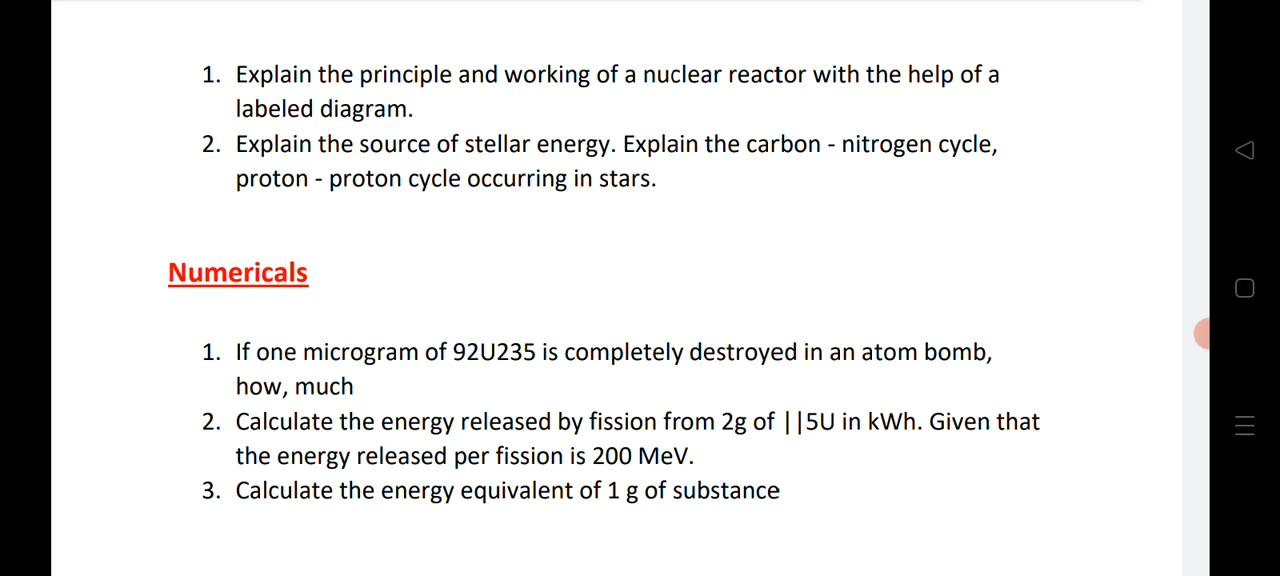 1. Explain the principle and working of a nuclear reactor with the help of a
labeled diagram.
2. Explain the source of stellar energy. Explain the carbon - nitrogen cycle,
proton - proton cycle occurring in stars.
Numericals
1. If one microgram of 92U235 is completely destroyed in an atom bomb,
how, much
2. Calculate the energy released by fission from 2g of ||5U in kWh. Given that
the energy released per fission is 200 MeV.
3. Calculate the energy equivalent of 1 g of substance